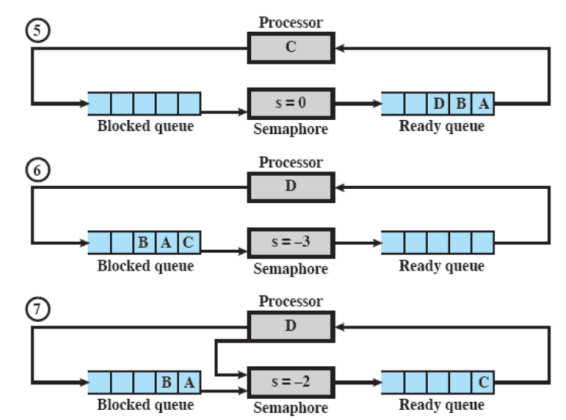 5
Processor
C
s = 0
D B A
Blocked queue
Semaphore
Ready queue
6
Processor
D
B A C
s = –3
Blocked queue
Semaphore
Ready queue
7
Processor
D
B A
s = –2
C
Blocked queue
Semaphore
Ready queue